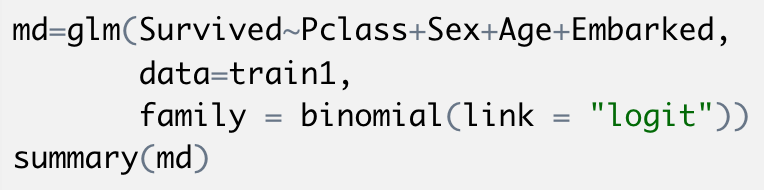 md=glm(Survived~Pclass+Sex+Age+Embarked,
data=train1,
family = binomial(link = "logit"))
summary(md)